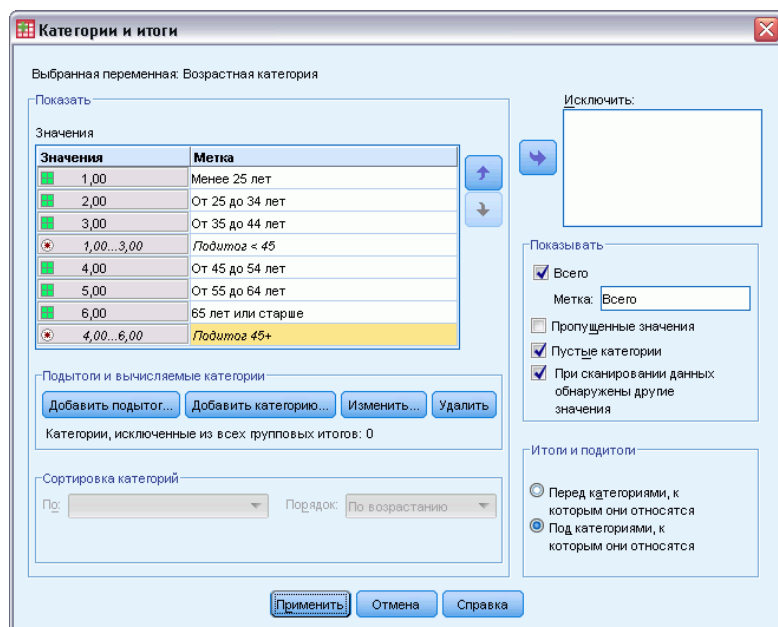 Категории и итоги
Выбранная переменная: Возрастная категория
Показать
Значения
Значения Метка
1,00 Менее 25 лет
2,00 От 25 до 34 лет
3,00 От 35 до 44 лет
1,00...3,00 Подитог < 45
4,00 От 45 до 54 лет
5,00 От 55 до 64 лет
6,00 65 лет или старше
4,00...6,00 Подитог 45+
Подытоги и вычисляемые категории
Добавить подытог... Добавить категорию... Изменить... Удалить
Категории, исключенные из всех групповых итогов: 0
Сортировка категорий
По: Порядок: По возрастанию
Исключить:
Показывать
Всего
Метка: Всего
Пропущенные значения
Пустые категории
При сканировании данных
обнаружены другие
значения
Итоги и подитоги
Перед категориями, к
которым они относятся
Под категориями, к
которым они относятся
Применить Отмена Справка